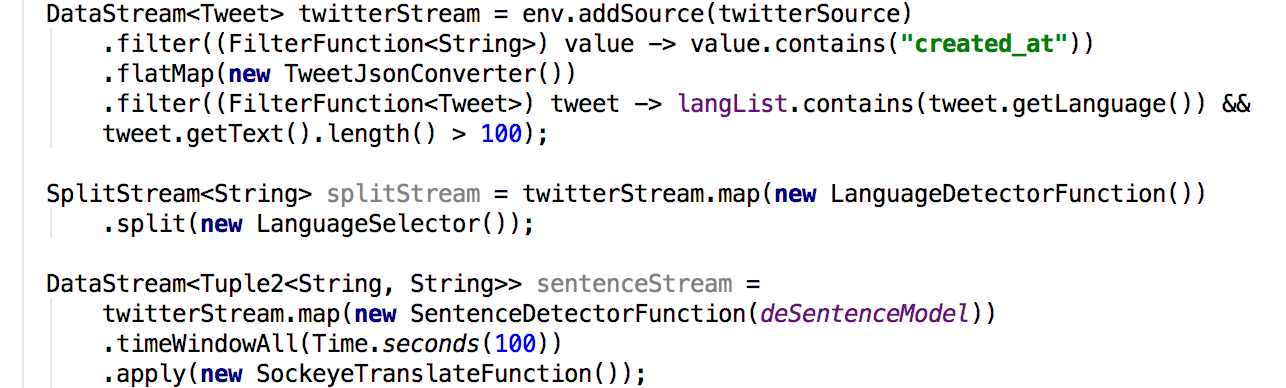 DataStream<Tweet> twitterStream = env.addSource(twitterSource)
.filter((FilterFunction<String>) value -> value.contains("created_at"))
.flatMap(new TweetJsonConverter())
.filter((FilterFunction<Tweet>) tweet -> langList.contains(tweet.getLanguage()) &&
tweet.getText().length() > 100);
SplitStream<String> splitStream = twitterStream.map(new LanguageDetectorFunction())
.split(new LanguageSelector());
DataStream<Tuple2<String, String>> sentenceStream =
twitterStream.map(new SentenceDetectorFunction(deSentenceModel))
.timeWindowAll(Time.seconds(100))
.apply(new SockeyeTranslateFunction());